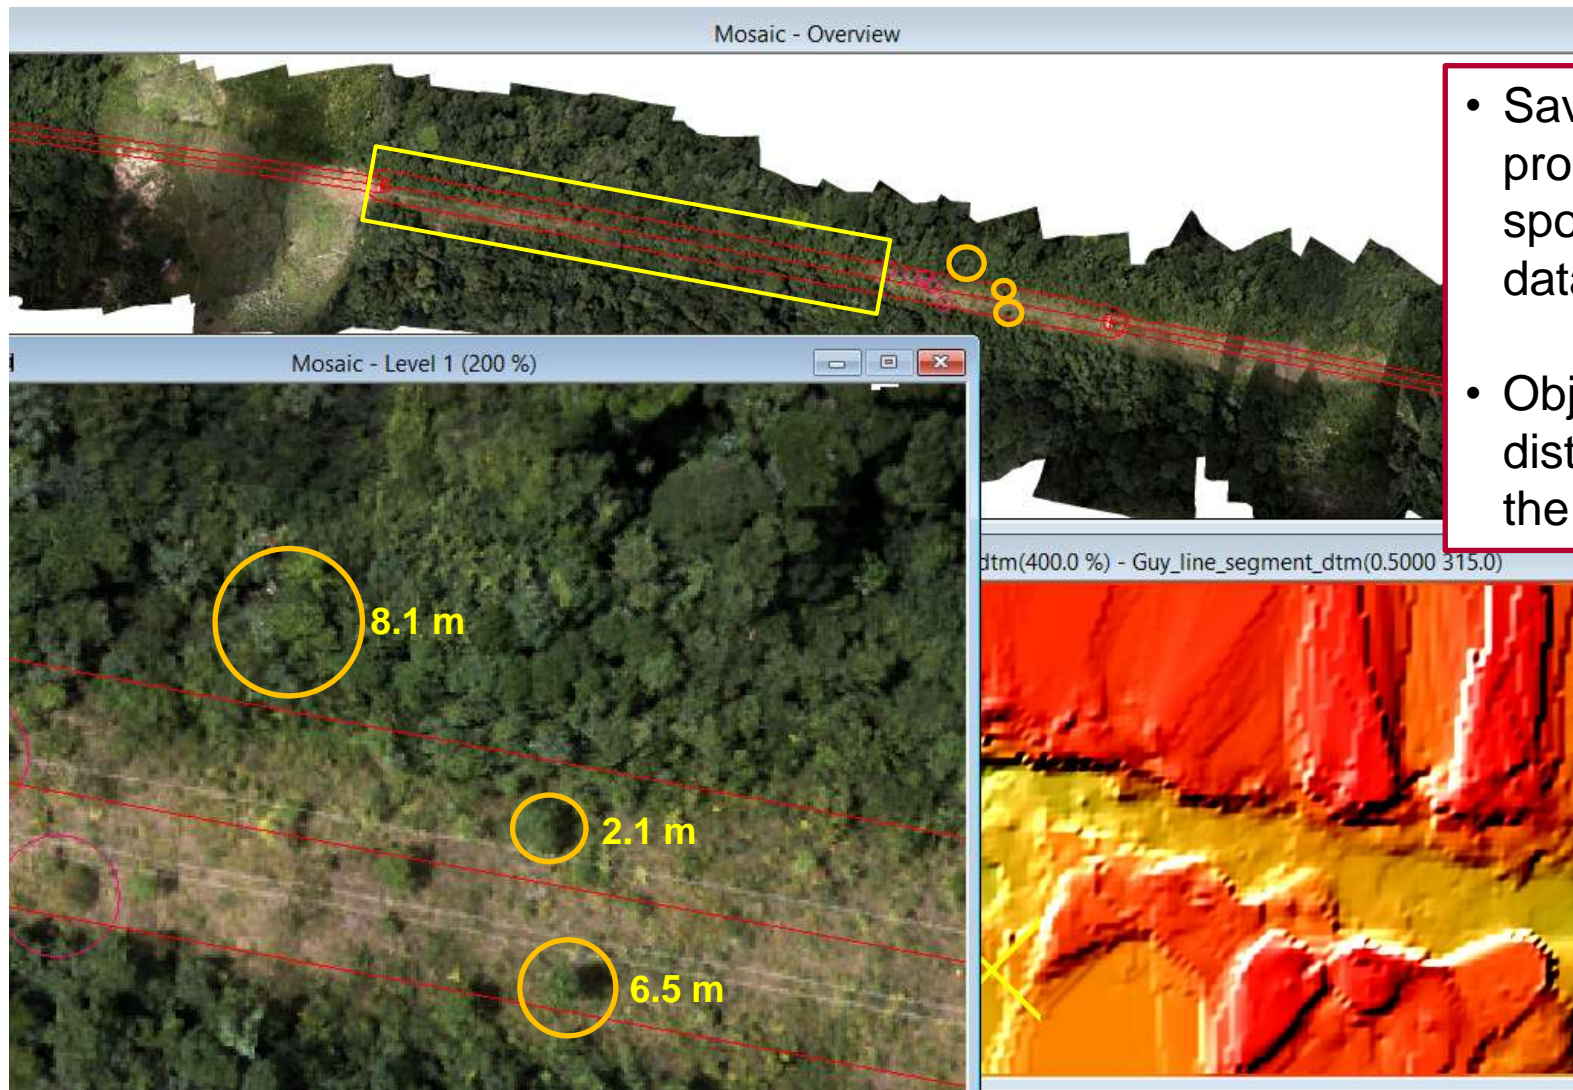 Mosaic - Overview
• Sav
pro
spo
data
• Obj
dist
the
Mosaic - Level 1 (200 %)
8.1 m
2.1 m
6.5 m
dtm(400.0 %) - Guy_line_segment_dtm(0.5000 315.0)